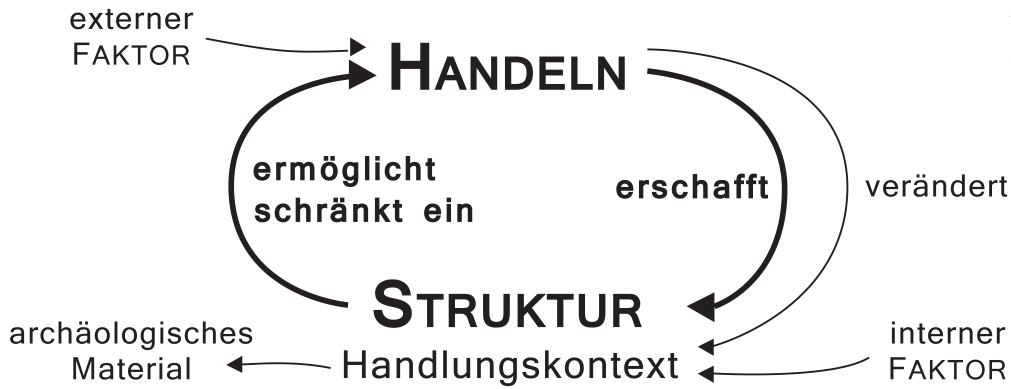 externer
FAKTOR
HANDELN
ermöglicht
schränkt ein
erschafft
verändert
STRUKTUR
Handlungskontext
archäologisches
Material
interner
FAKTOR